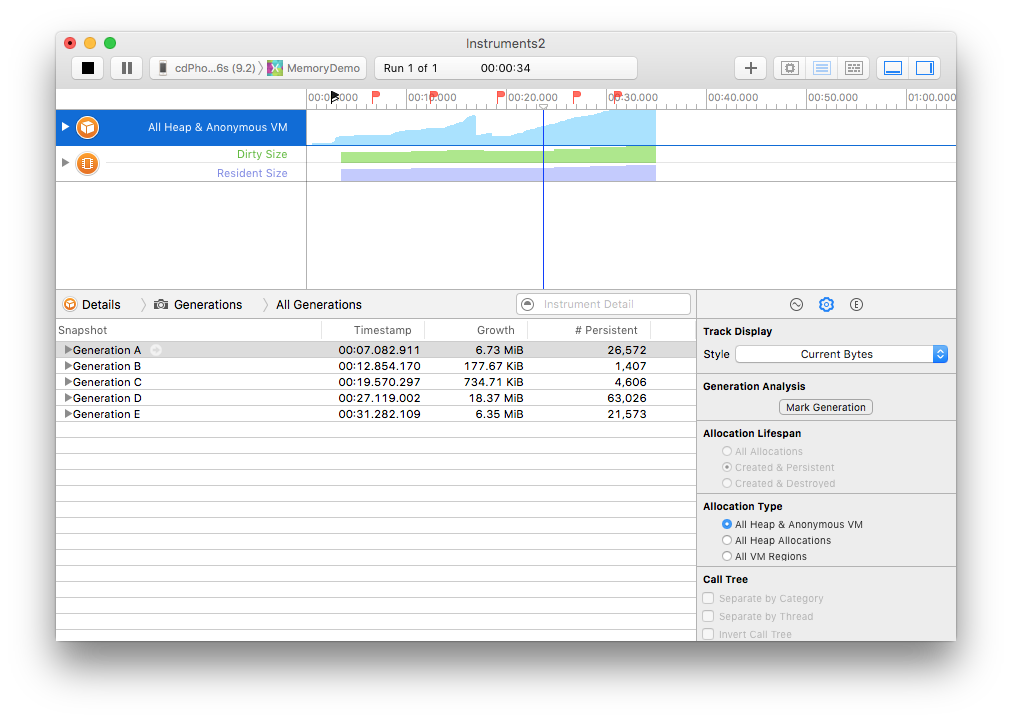 Instruments2
cdPho...6s (9.2) MemoryDemo Run 1 of 1 00:00:34
00:00.000 00:10.000 00:20.000 00:30.000 00:40.000 00:50.000 01:00.000
All Heap & Anonymous VM
Dirty Size
Resident Size
Details Generations All Generations Instrument Detail E
Snapshot Timestamp Growth # Persistent
Generation A 00:07.082.911 6.73 MiB 26,572
Generation B 00:12.854.170 177.67 KiB 1,407
Generation C 00:19.570.297 734.71 KiB 4,606
Generation D 00:27.119.002 18.37 MiB 63,026
Generation E 00:31.282.109 6.35 MiB 21,573
Track Display
Style Current Bytes
Generation Analysis
Mark Generation
Allocation Lifespan
All Allocations
Created & Persistent
Created & Destroyed
Allocation Type
All Heap & Anonymous VM
All Heap Allocations
All VM Regions
Call Tree
Separate by Category
Separate by Thread
Invert Call Tree